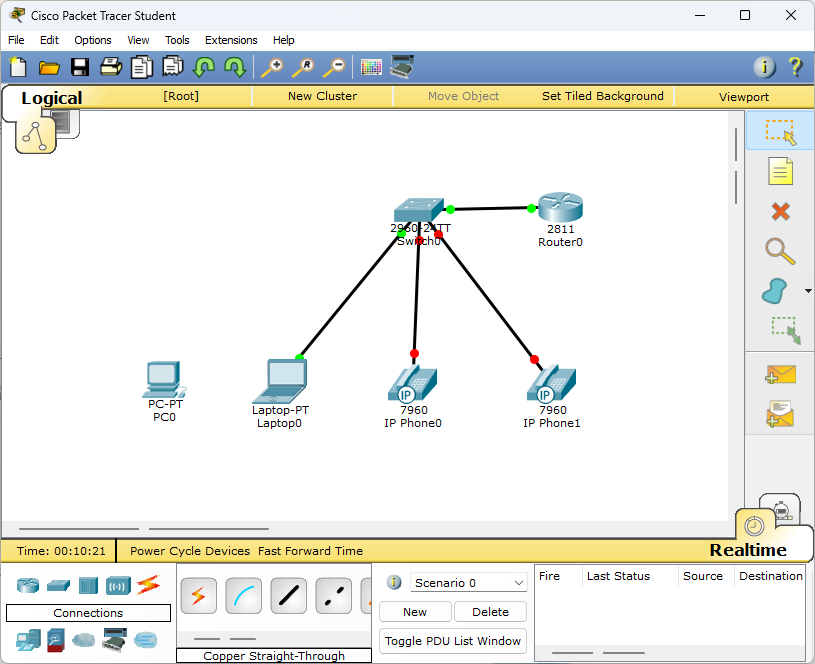 Cisco Packet Tracer Student
File Edit Options View Tools Extensions Help
R
i ?
Logical [Root] New Cluster Move Object Set Tiled Background Viewport
2960-24TT
Switch0
2811
Router0
PC-PT
PC0
Laptop-PT
Laptop0
IP
7960
IP Phone0
IP
7960
IP Phone1
Time: 00:10:21 Power Cycle Devices Fast Forward Time Realtime
Connections
Copper Straight-Through
i Scenario 0
New Delete
Toggle PDU List Window
Fire Last Status Source Destination